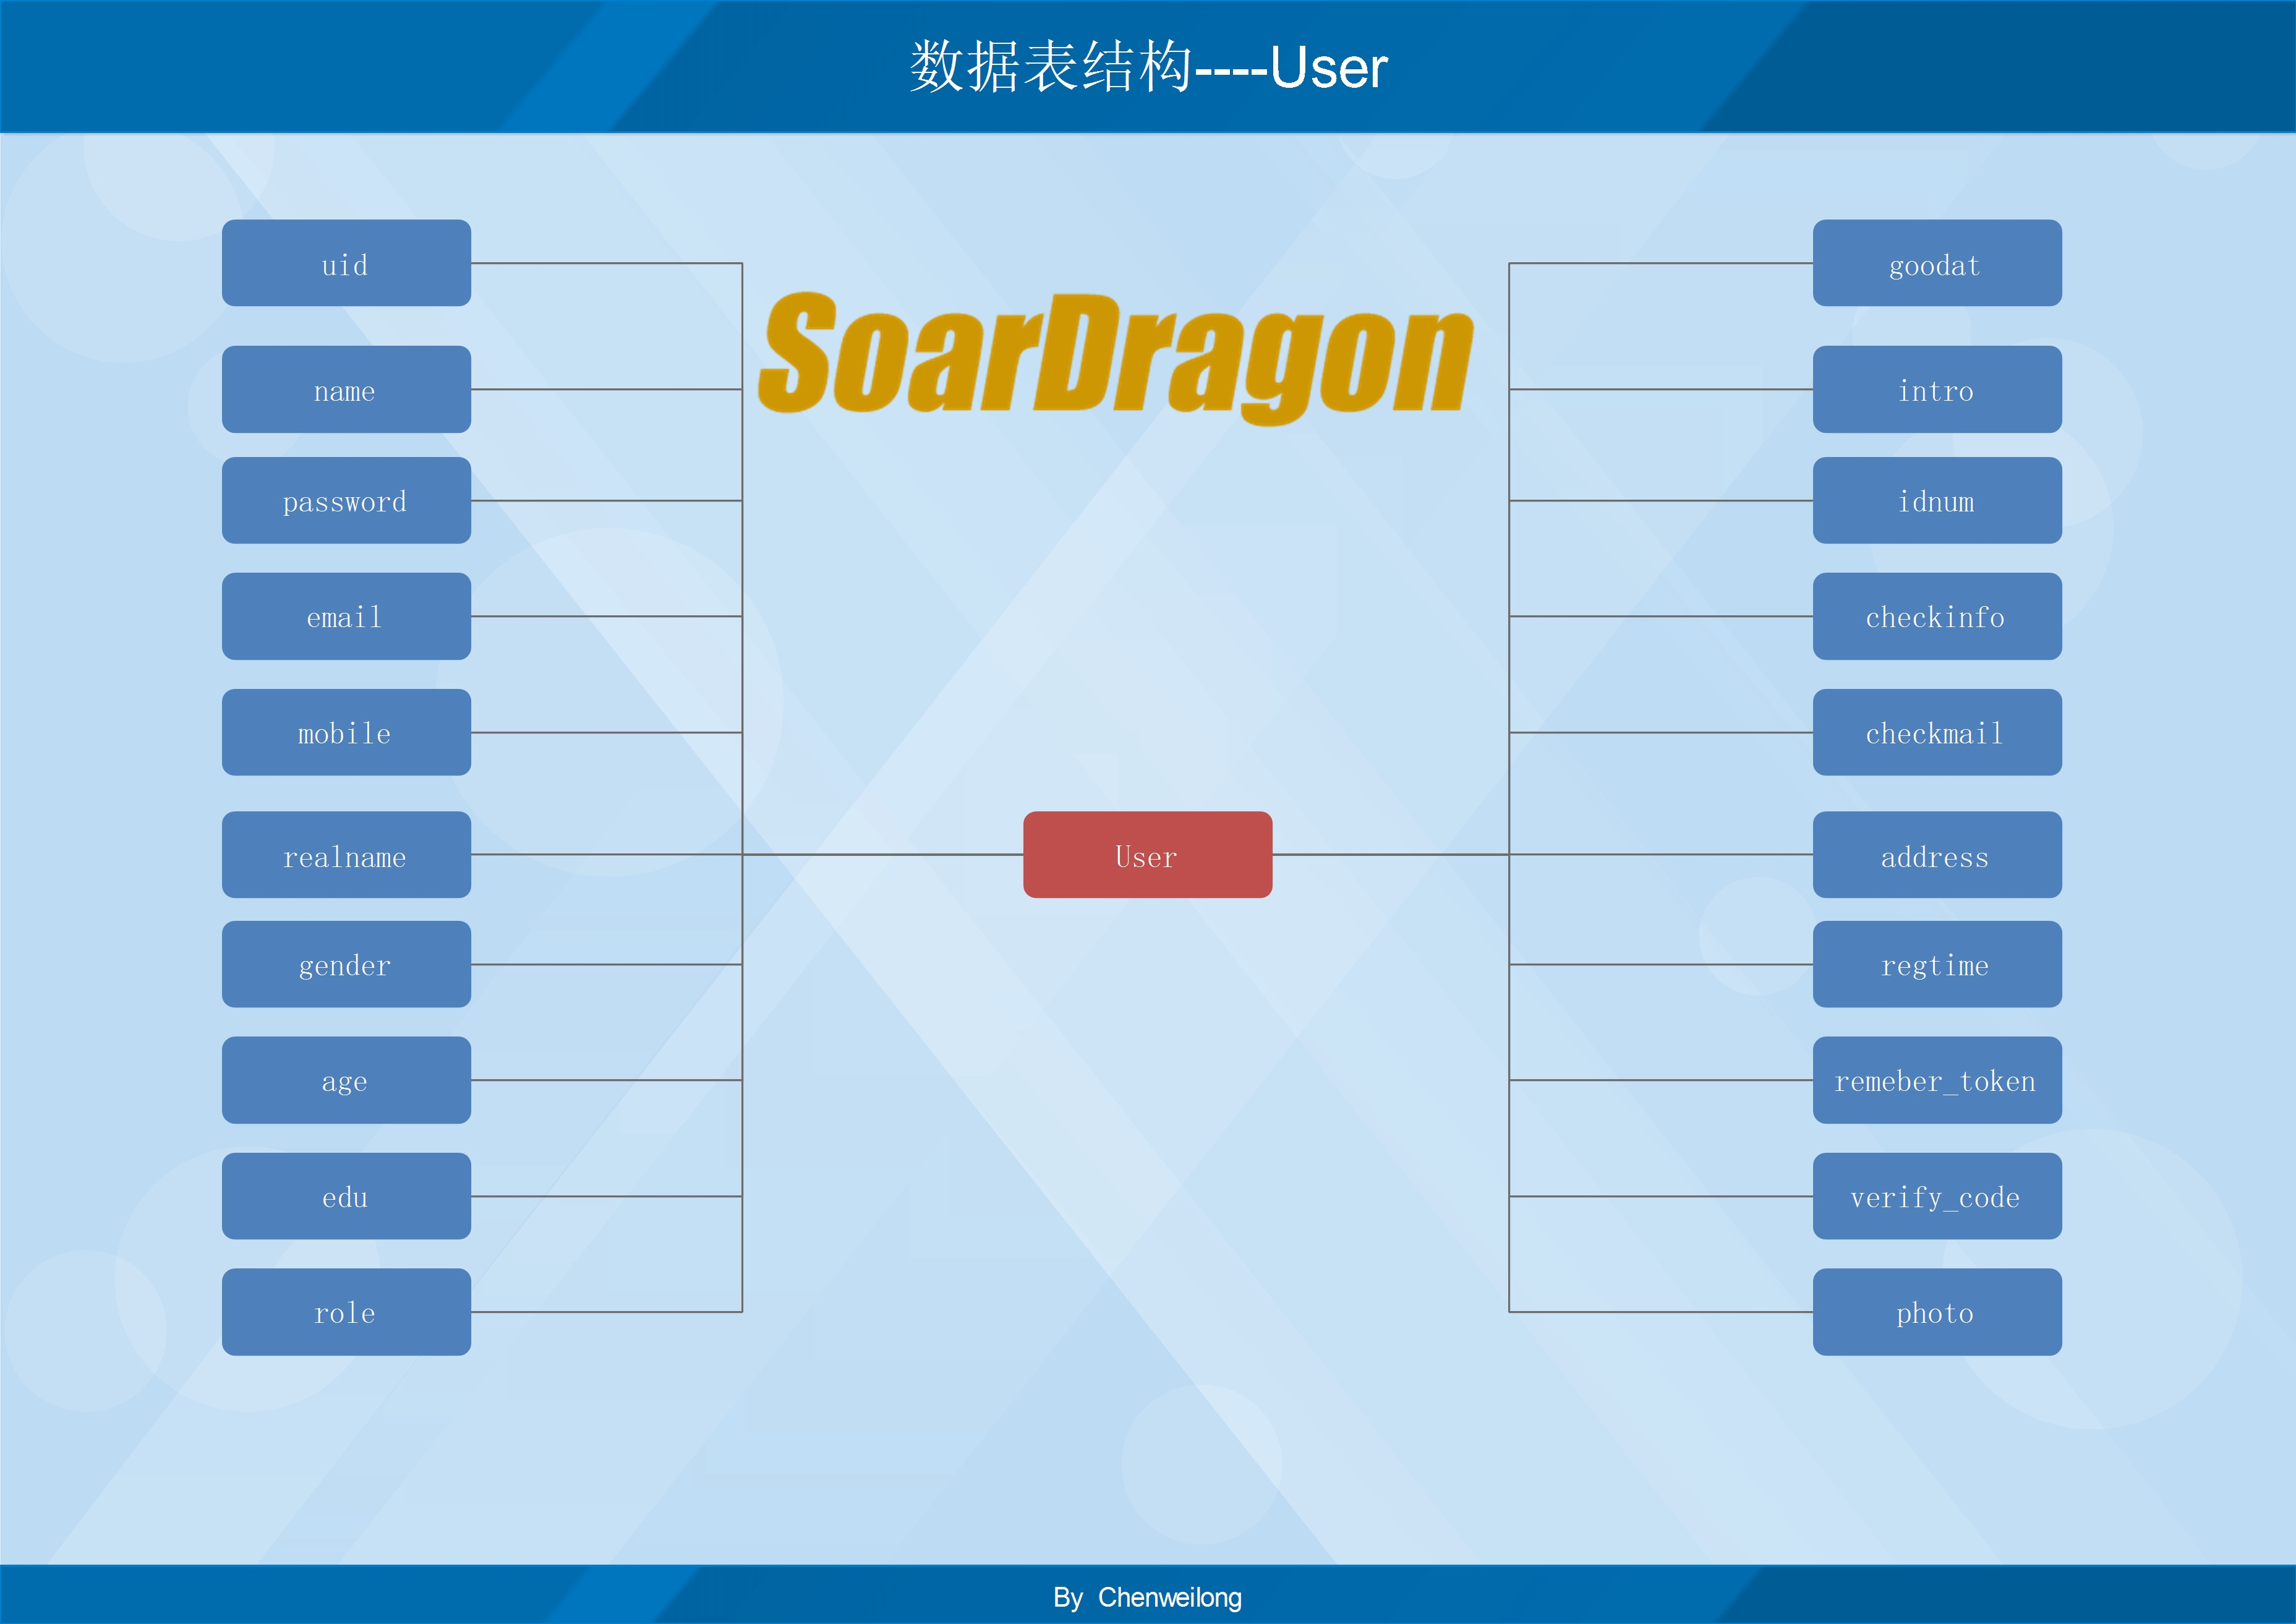 数据表结构----User
SoarDragon
uid
name
password
email
mobile
realname
gender
age
edu
role
User
goodat
intro
idnum
checkinfo
checkmail
address
regtime
remeber_token
verify_code
photo
By Chenweilong